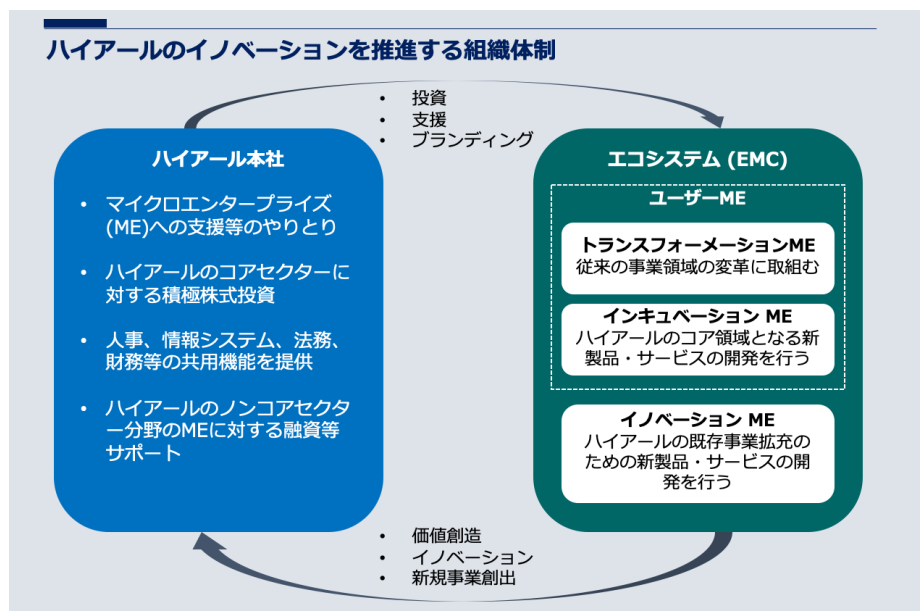 ハイアールのイノベーションを推進する組織体制
• 投資
• 支援
• ブランディング
ハイアール本社
• マイクロエンタープライズ
(ME)への支援等のやりとり
• ハイアールのコアセクターに
対する積極株式投資
• 人事、情報システム、法務、
財務等の共用機能を提供
• ハイアールのノンコアセクタ
ー分野のMEに対する融資等
サポート
エコシステム (EMC)
ユーザーME
トランスフォーメーションME
従来の事業領域の変革に取組む
インキュベーション ME
ハイアールのコア領域となる新
製品・サービスの開発を行う
イノベーション ME
ハイアールの既存事業拡充の
ための新製品・サービスの開
発を行う
• 価値創造
• イノベーション
• 新規事業創出